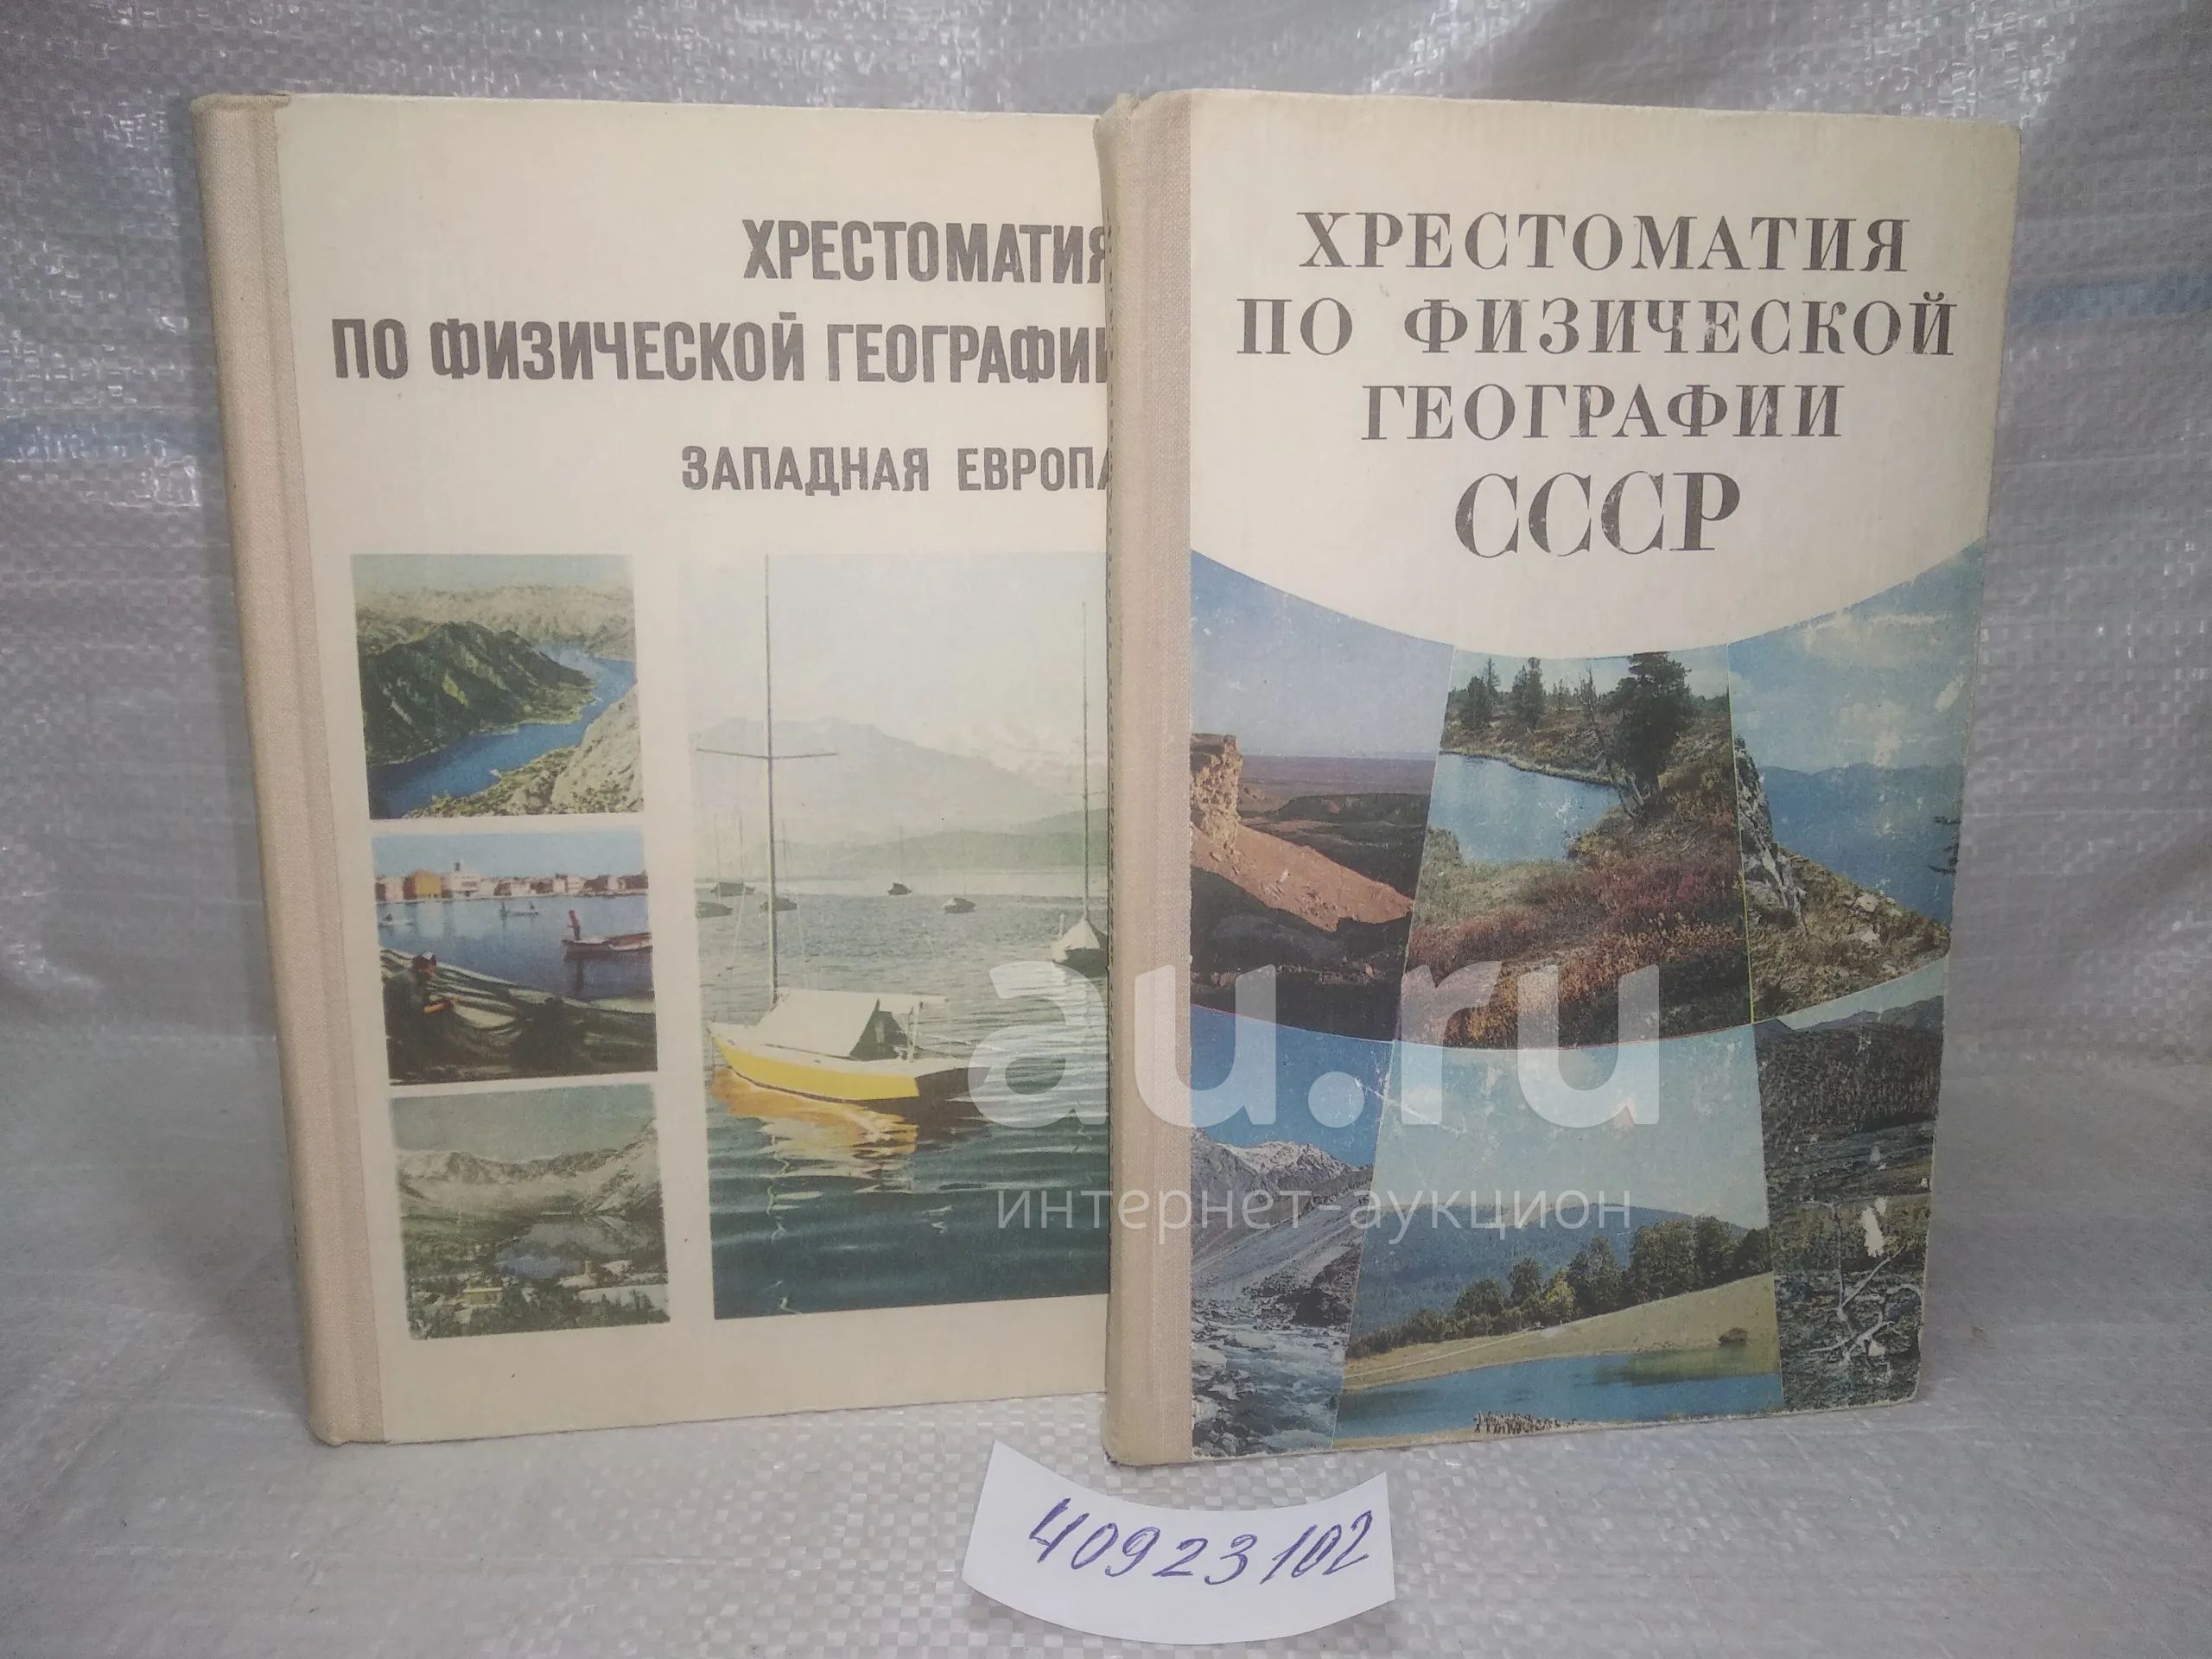 ХРЕСТОМАТИЯ
ПО ФИЗИЧЕСКОЙ ГЕОГРАФИИ
ЗАПАДНАЯ ЕВРОПА
ХРЕСТОМАТИЯ
ПО ФИЗИЧЕСКОЙ
ГЕОГРАФИИ
СССР
au.ru
интернет-аукцион
40923102